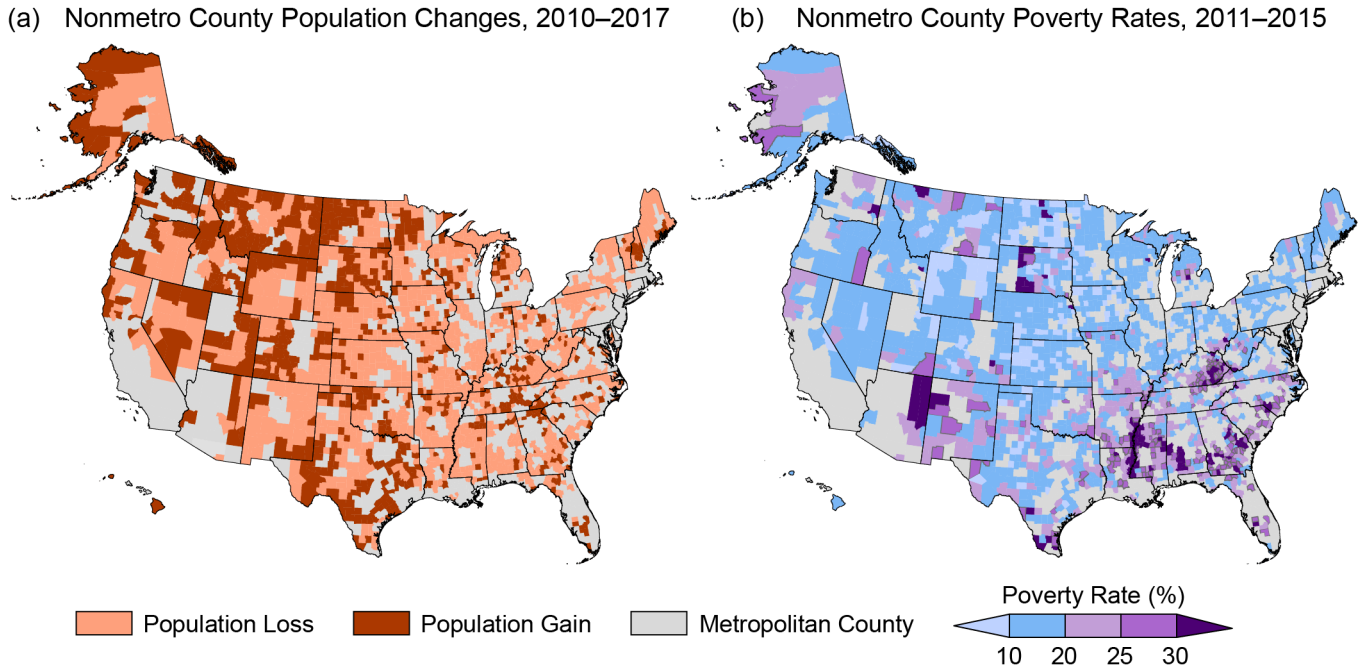 (a) Nonmetro County Population Changes, 2010–2017
(b) Nonmetro County Poverty Rates, 2011–2015
Population Loss
Population Gain
Metropolitan County
Poverty Rate (%)
10 20 25 30